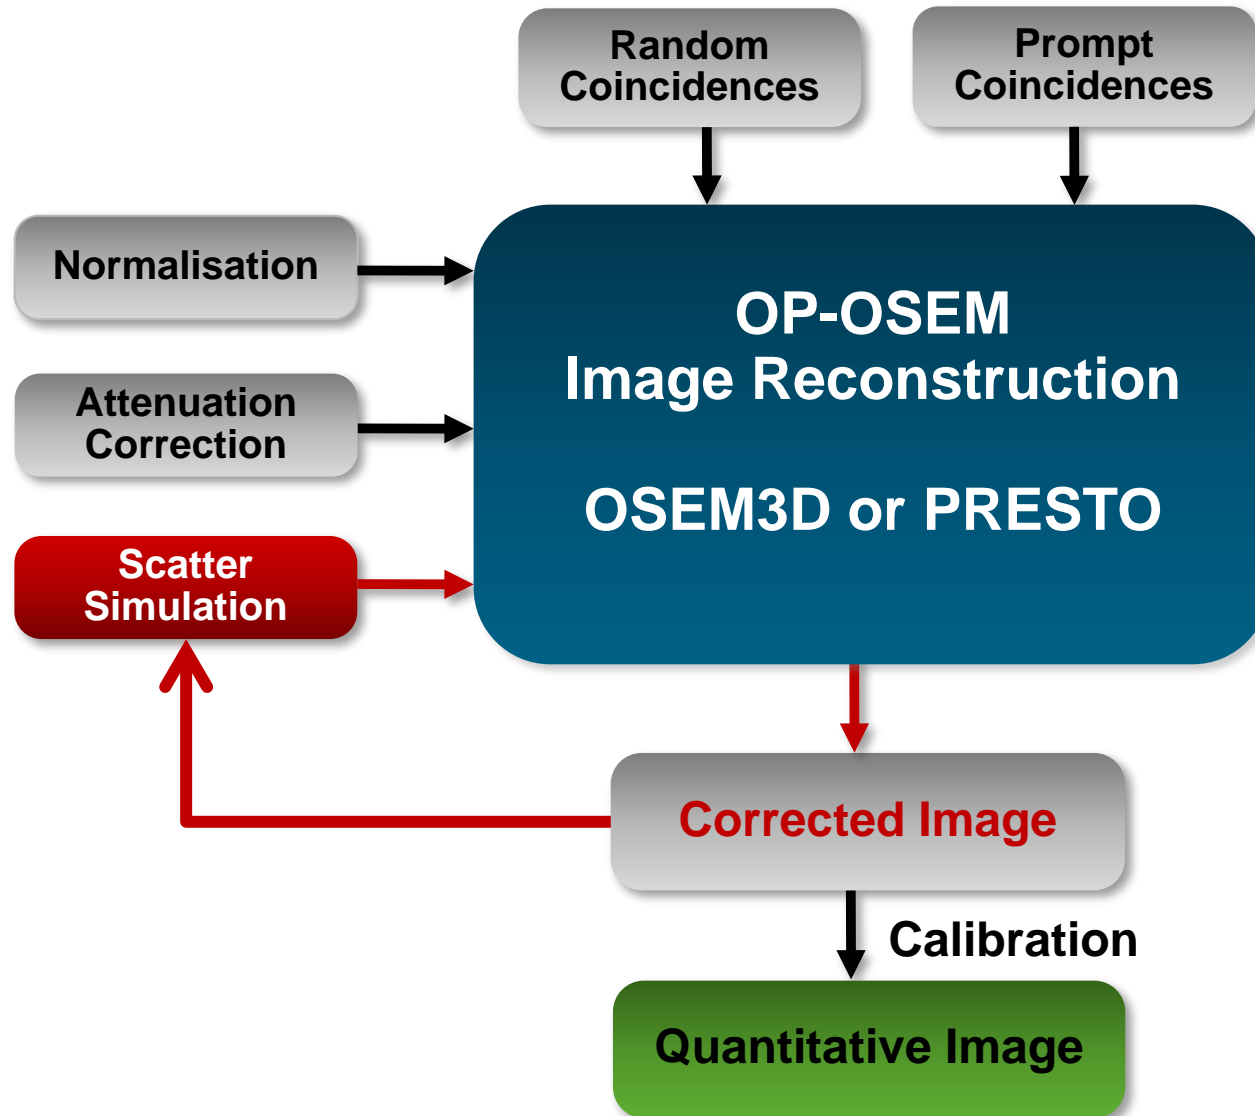 Random
Coincidences
Prompt
Coincidences
Normalisation
Attenuation
Correction
Scatter
Simulation
OP-OSEM
Image Reconstruction
OSEM3D or PRESTO
Corrected Image
Calibration
Quantitative Image